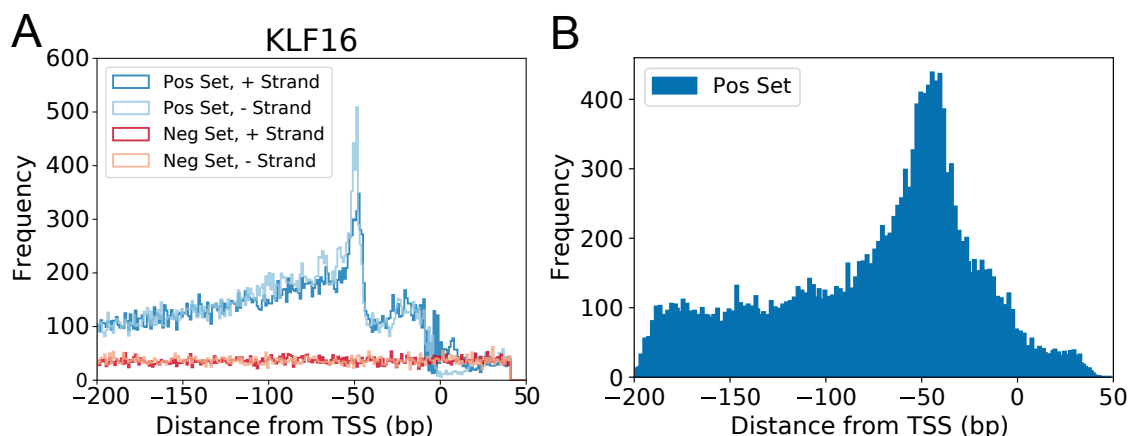 A
KLF16
Frequency
600
500
400
300
200
100
0
Pos Set, + Strand
Pos Set, - Strand
Neg Set, + Strand
Neg Set, - Strand
−200 −150 −100 −50 0 50
Distance from TSS (bp)
B
Frequency
400
300
200
100
0
Pos Set
−200 −150 −100 −50 0 50
Distance from TSS (bp)